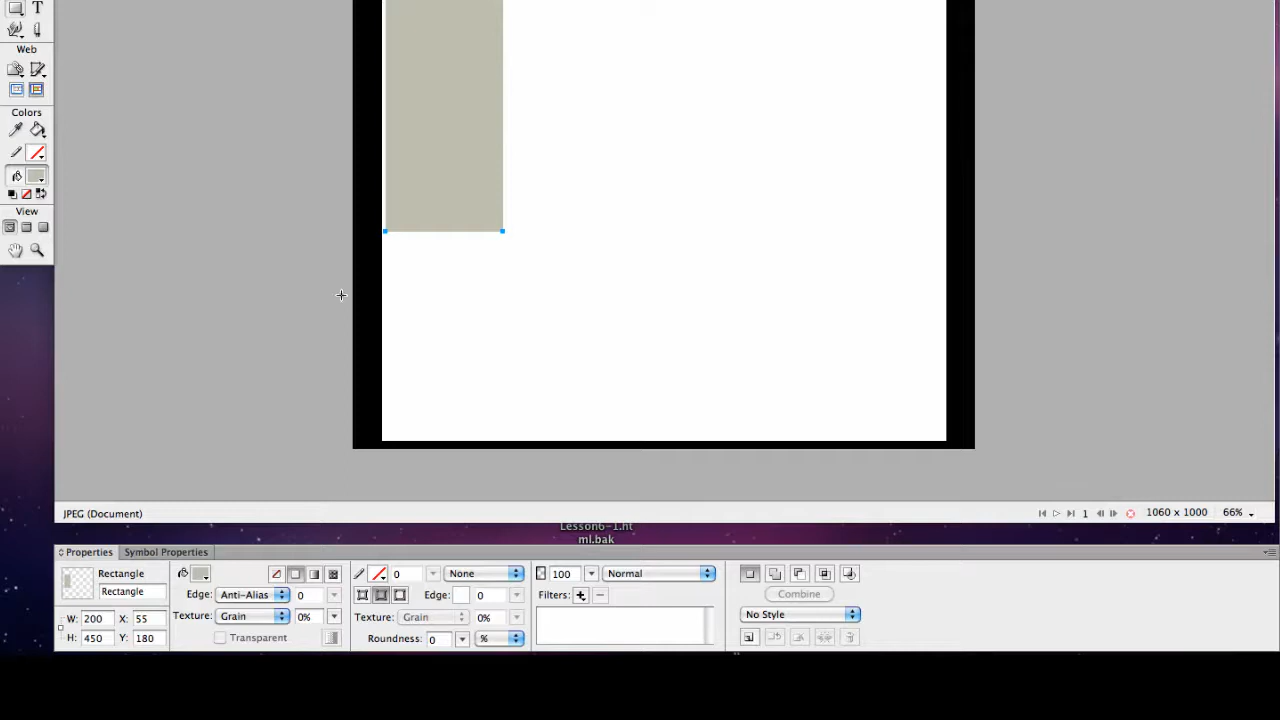 T
Web
Colors
View
JPEG (Document)
1
1060 x 1000
66%
Lesson6-1.ht
ml.bak
Properties
Symbol Properties
Rectangle
Rectangle
W: 200 X: 55
H: 450 Y: 180
Edge: Anti-Alias 0
Texture: Grain 0%
Transparent
0 None
Edge: 0
Texture: Grain 0%
Roundness: 0 %
100 Normal
Filters:
Combine
No Style